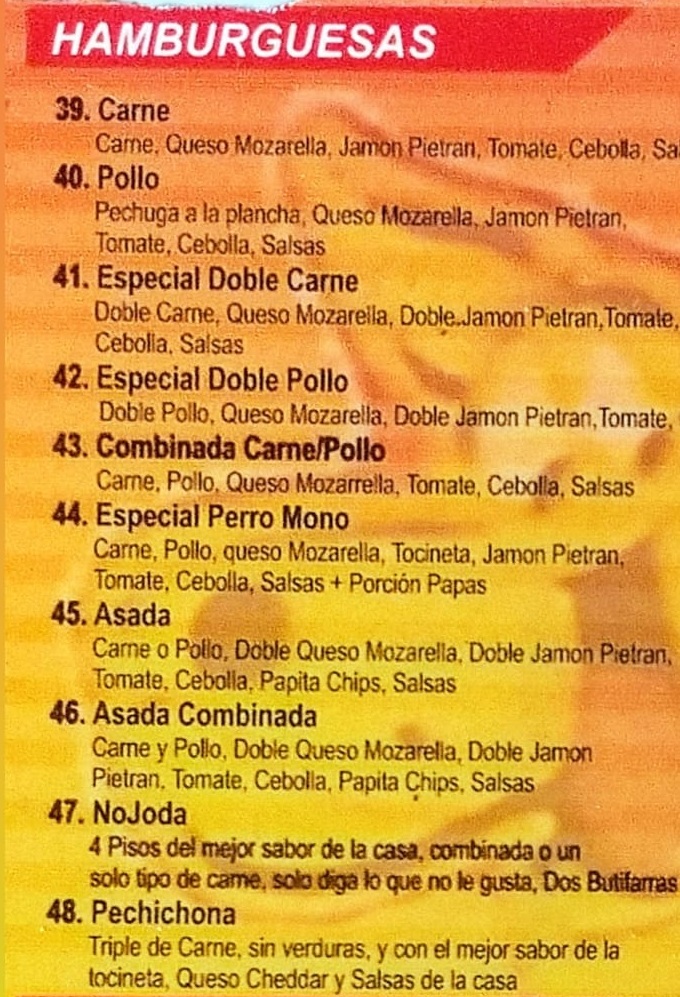 HAMBURGUESAS
39. Carne
Carne, Queso Mozarella, Jamon Pietran, Tomate, Cebolla,
40. Pollo
Pechuga a la plancha, Queso Mozarella, Jamon Pietran,
Tomate, Cebolla, Salsas
41. Especial Doble Carne
Doble Carne, Queso Mozarella, Doble Jamon Pietran,Tomate,
Cebolla, Salsas
42. Especial Doble Pollo
Doble Pollo, Queso Mozarella, Doble Jamon Pietran,Tomate,
43. Combinada Carne/Pollo
Carne, Pollo, Queso Mozarrella, Tomate, Cebolla, Salsas
44. Especial Perro Mono
Carne, Pollo, queso Mozarella, Tocineta, Jamon Pietran,
Tomate, Cebolla, Salsas + Porción Papas
45. Asada
Carne o Pollo, Doble Queso Mozarella, Doble Jamon Pietran,
Tomate, Cebolla, Papita Chips, Salsas
46. Asada Combinada
Carne y Pollo, Doble Queso Mozarella, Doble Jamon
Pietran, Tomate, Cebolla, Papita Chips, Salsas
47. NoJoda
4 Pisos del mejor sabor de la casa, combinada o un
solo tipo de carne, solo diga lo que no le gusta, Dos Butifarras
48. Pechichona
Triple de Carne, sin verduras, y con el mejor sabor de la
tocineta, Queso Cheddar y Salsas de la casa